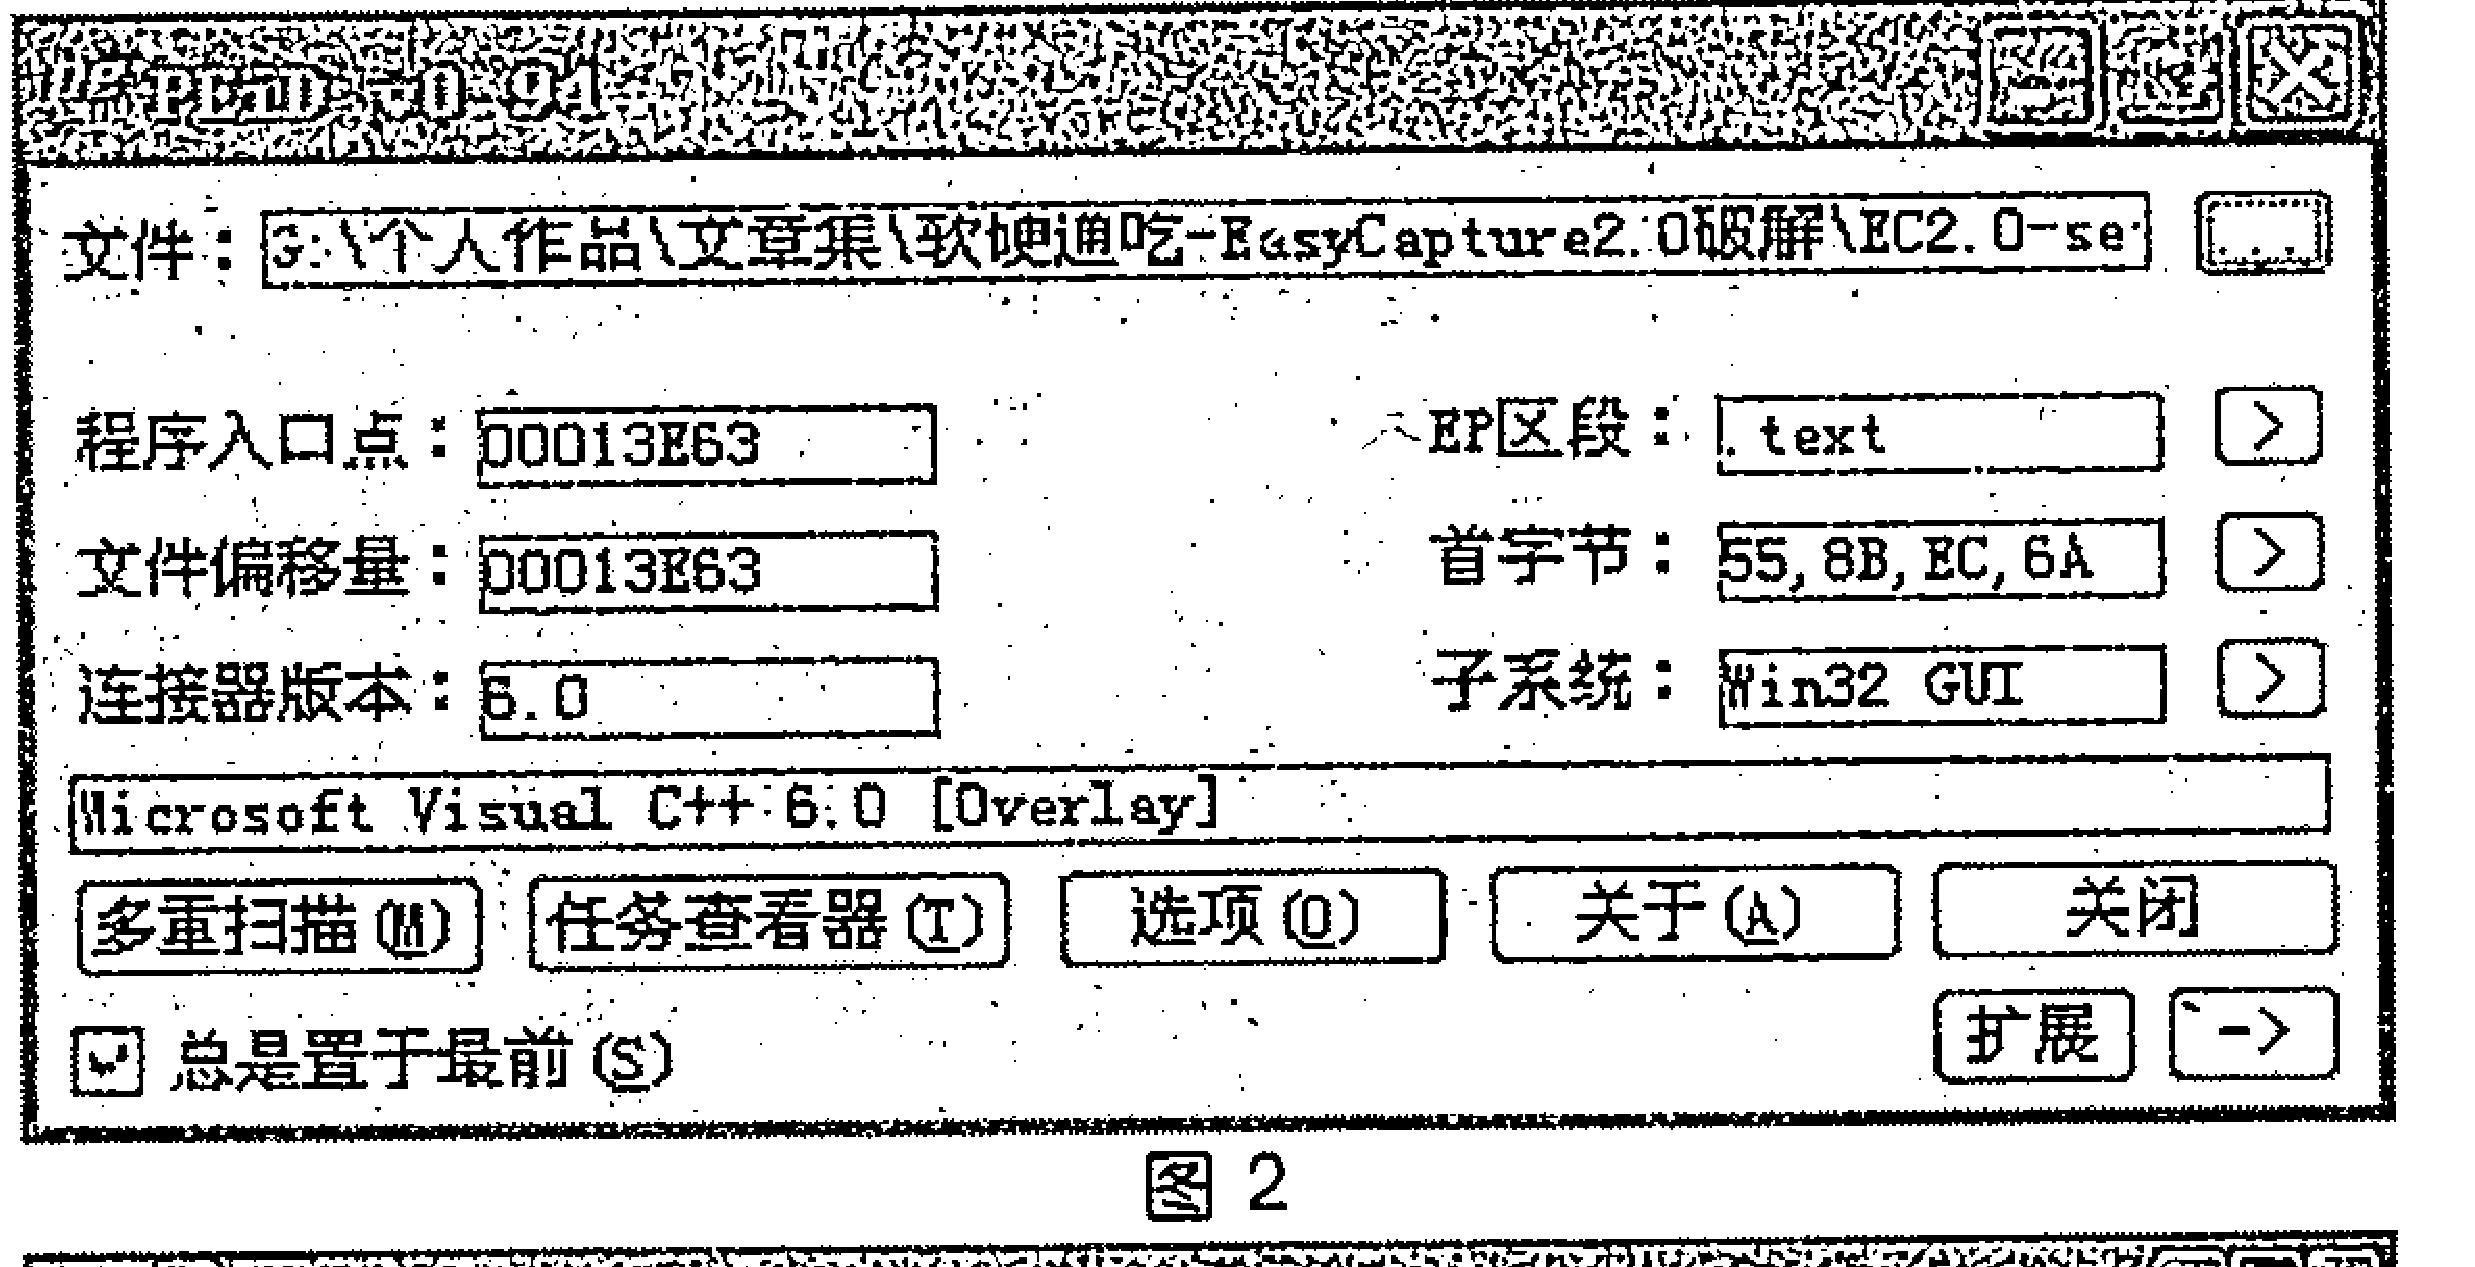 PEiD v0.94
文件：G:\个人作品\文章集\软硬通吃-EasyCapture2.0破解\EC2.0-se
程序入口点：00013E63 EP区段：.text >
文件偏移量：00013E63 首字节：55,8B,EC,6A >
连接器版本：6.0 子系统：Win32 GUI >
Microsoft Visual C++ 6.0 [Overlay]
多重扫描(M) 任务查看器(T) 选项(O) 关于(A) 关闭
总是置于最前(S) 扩展 ->
图 2